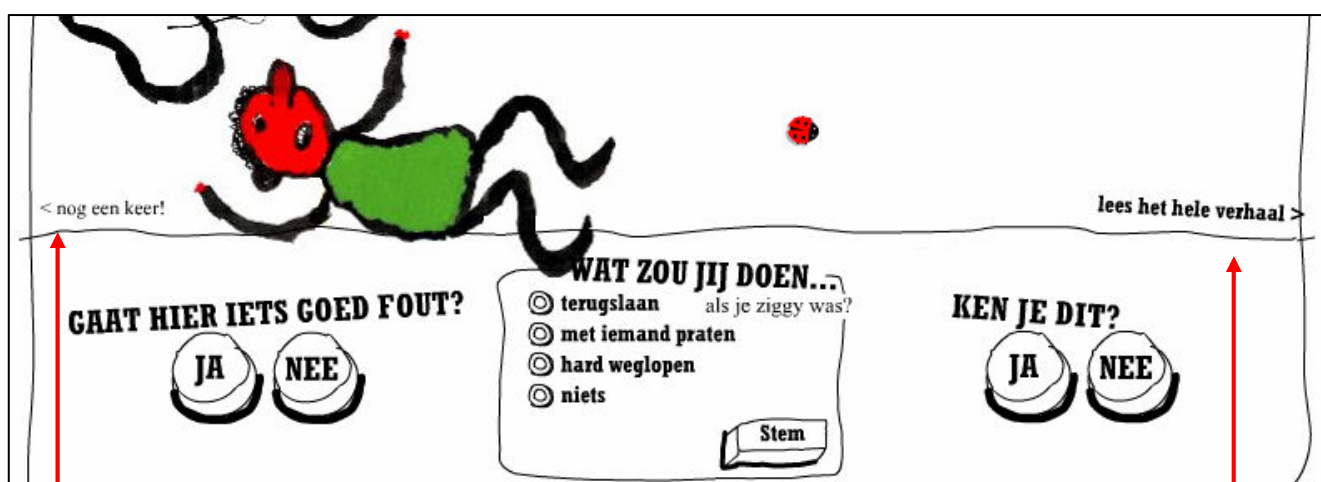 < nog een keer!
lees het hele verhaal >
GAAT HIER IETS GOED FOUT?
JA
NEE
WAT ZOU JIJ DOEN...
als je ziggy was?
terugslaan
met iemand praten
hard weglopen
niets
Stem
KEN JE DIT?
JA
NEE